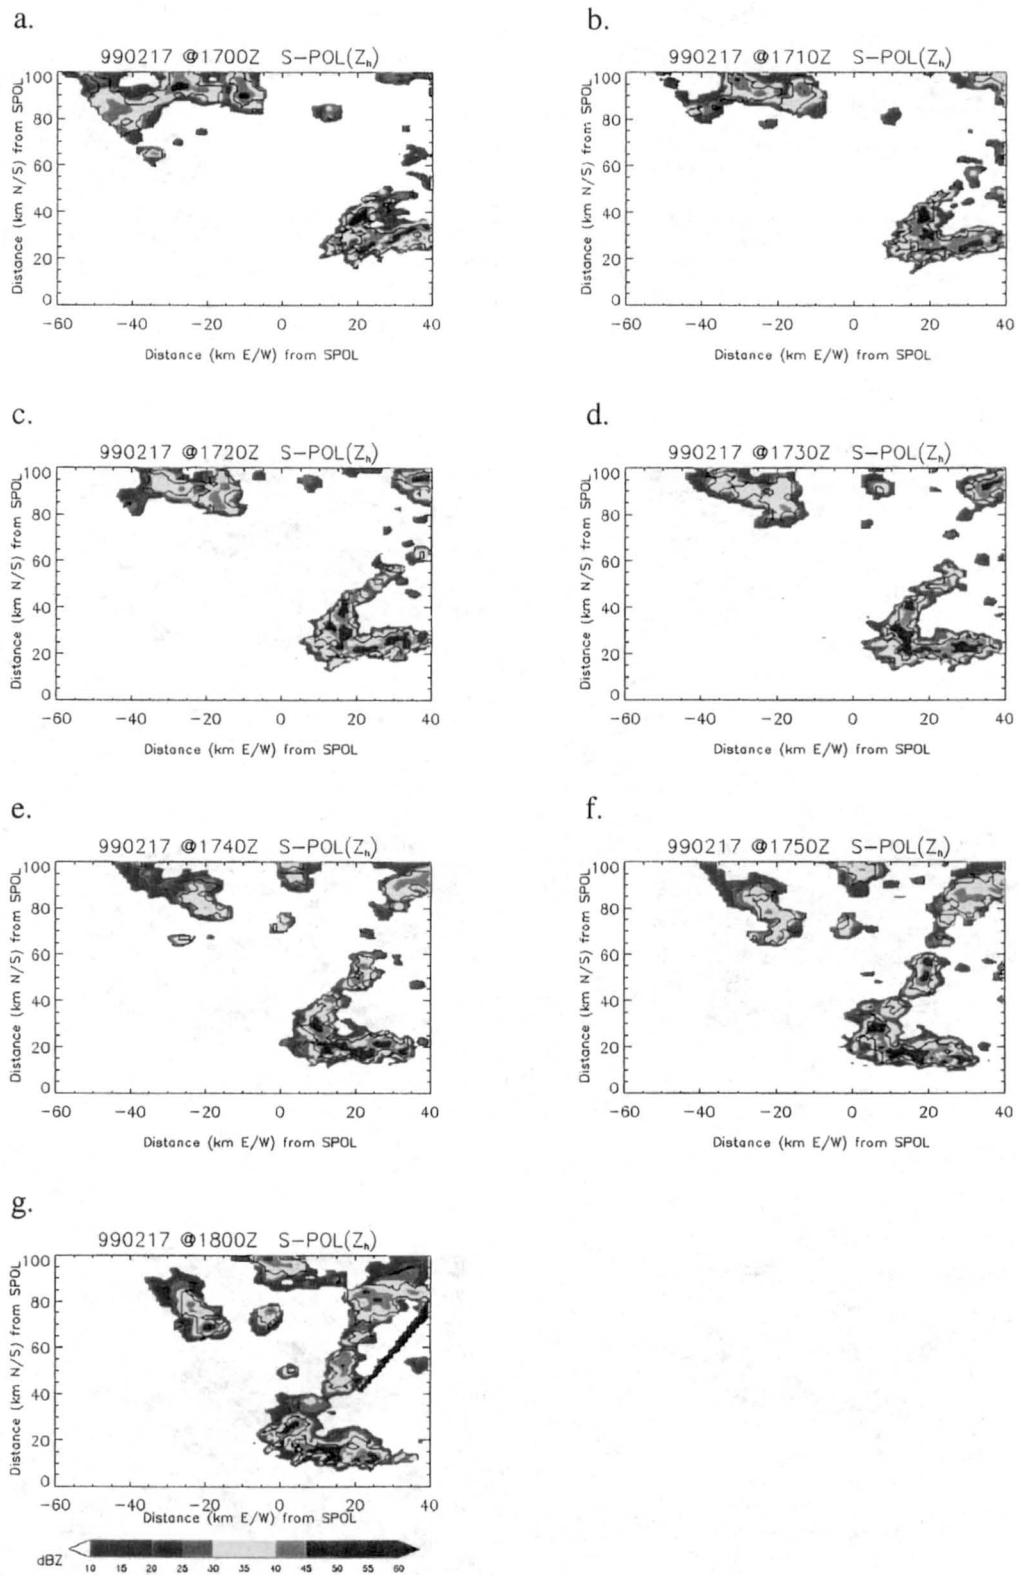 a.
990217 @1700Z S-POL(Zh)
Distance (km N/S) from SPOL
100
80
60
40
20
0
-60 -40 -20 0 20 40
Distance (km E/W) from SPOL
b.
990217 @1710Z S-POL(Zh)
Distance (km N/S) from SPOL
100
80
60
40
20
0
-60 -40 -20 0 20 40
Distance (km E/W) from SPOL
c.
990217 @1720Z S-POL(Zh)
Distance (km N/S) from SPOL
100
80
60
40
20
0
-60 -40 -20 0 20 40
Distance (km E/W) from SPOL
d.
990217 @1730Z S-POL(Zh)
Distance (km N/S) from SPOL
100
80
60
40
20
0
-60 -40 -20 0 20 40
Distance (km E/W) from SPOL
e.
990217 @1740Z S-POL(Zh)
Distance (km N/S) from SPOL
100
80
60
40
20
0
-60 -40 -20 0 20 40
Distance (km E/W) from SPOL
f.
990217 @1750Z S-POL(Zh)
Distance (km N/S) from SPOL
100
80
60
40
20
0
-60 -40 -20 0 20 40
Distance (km E/W) from SPOL
g.
990217 @1800Z S-POL(Zh)
Distance (km N/S) from SPOL
100
80
60
40
20
0
-60 -40 -20 0 20 40
Distance (km E/W) from SPOL
dBZ
10 15 20 25 30 35 40 45 50 55 60